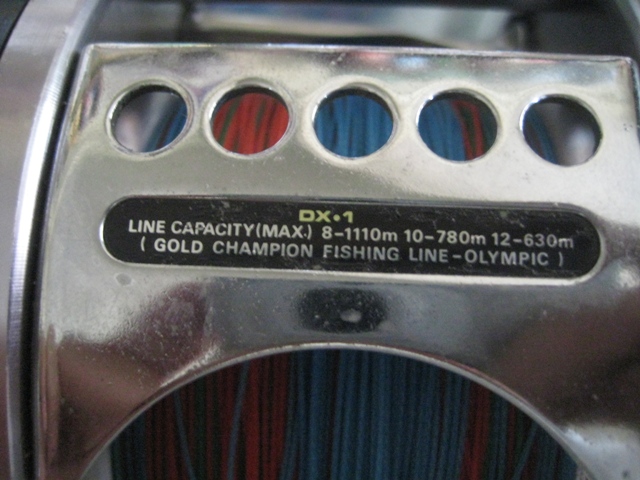 DX•1
LINE CAPACITY(MAX.) 8-1110m 10-780m 12-630m
( GOLD CHAMPION FISHING LINE-OLYMPIC )